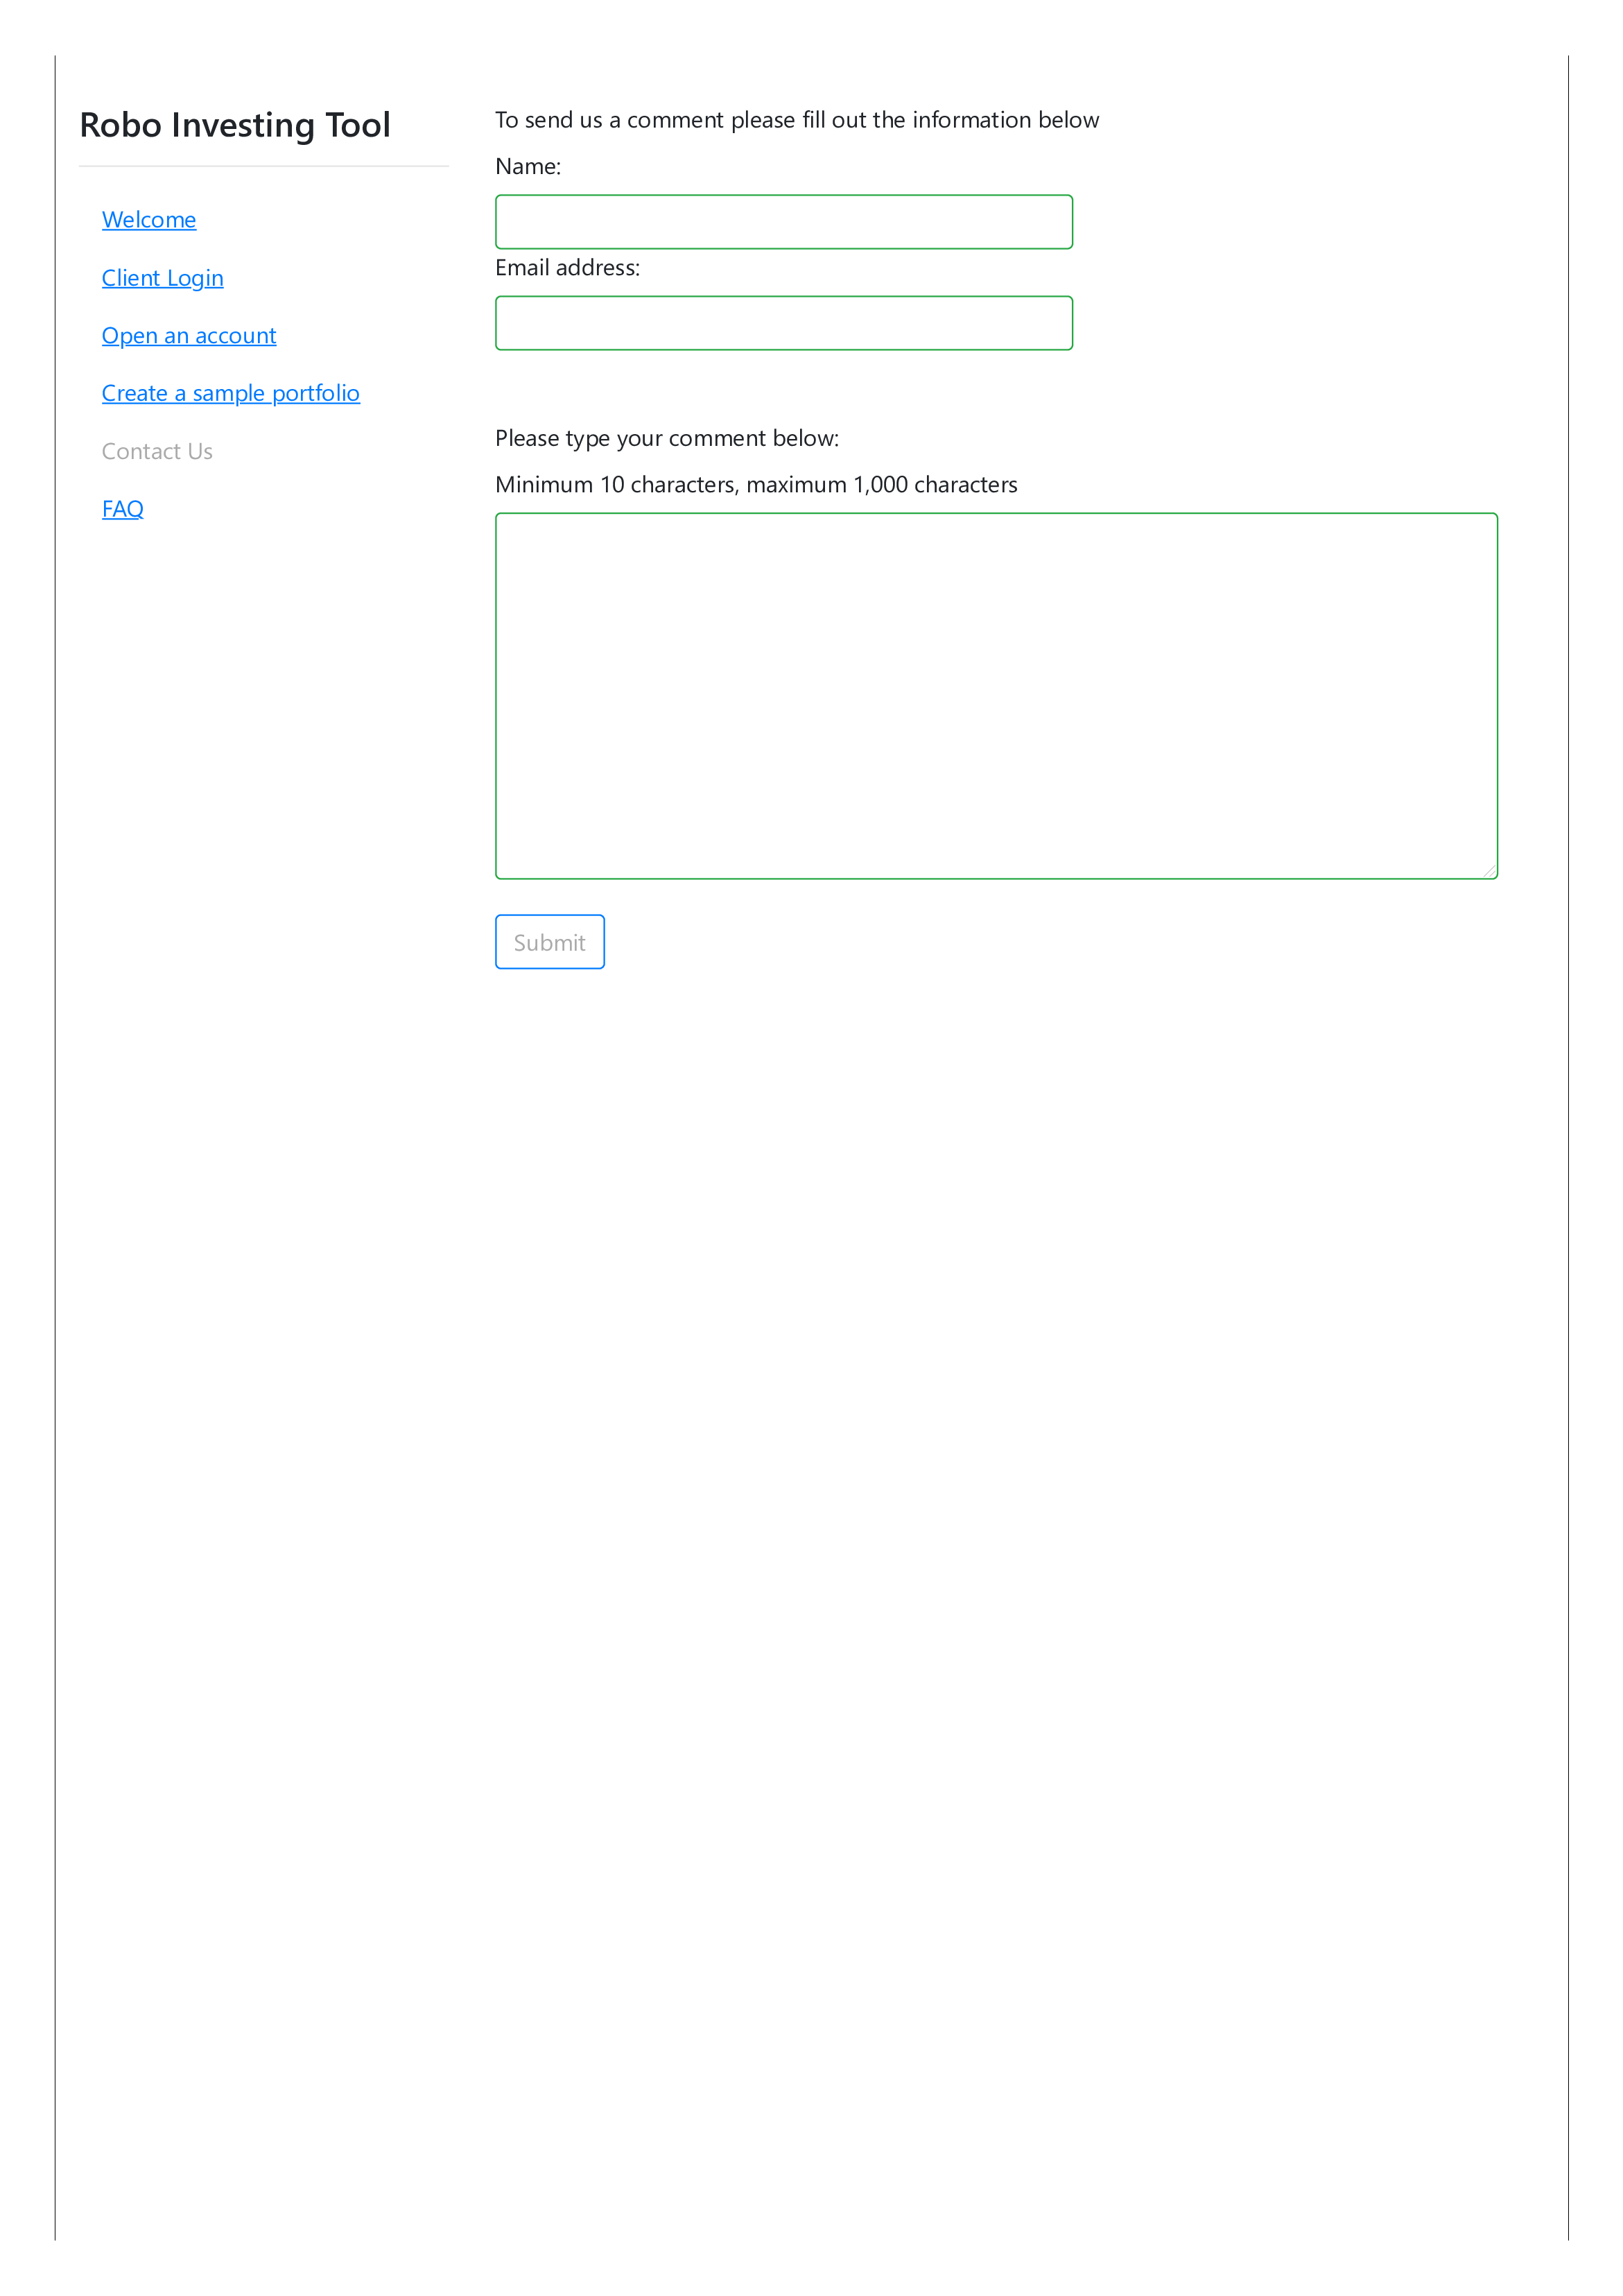 Robo Investing Tool
Welcome
Client Login
Open an account
Create a sample portfolio
Contact Us
FAQ
To send us a comment please fill out the information below
Name:
Email address:
Please type your comment below:
Minimum 10 characters, maximum 1,000 characters
Submit